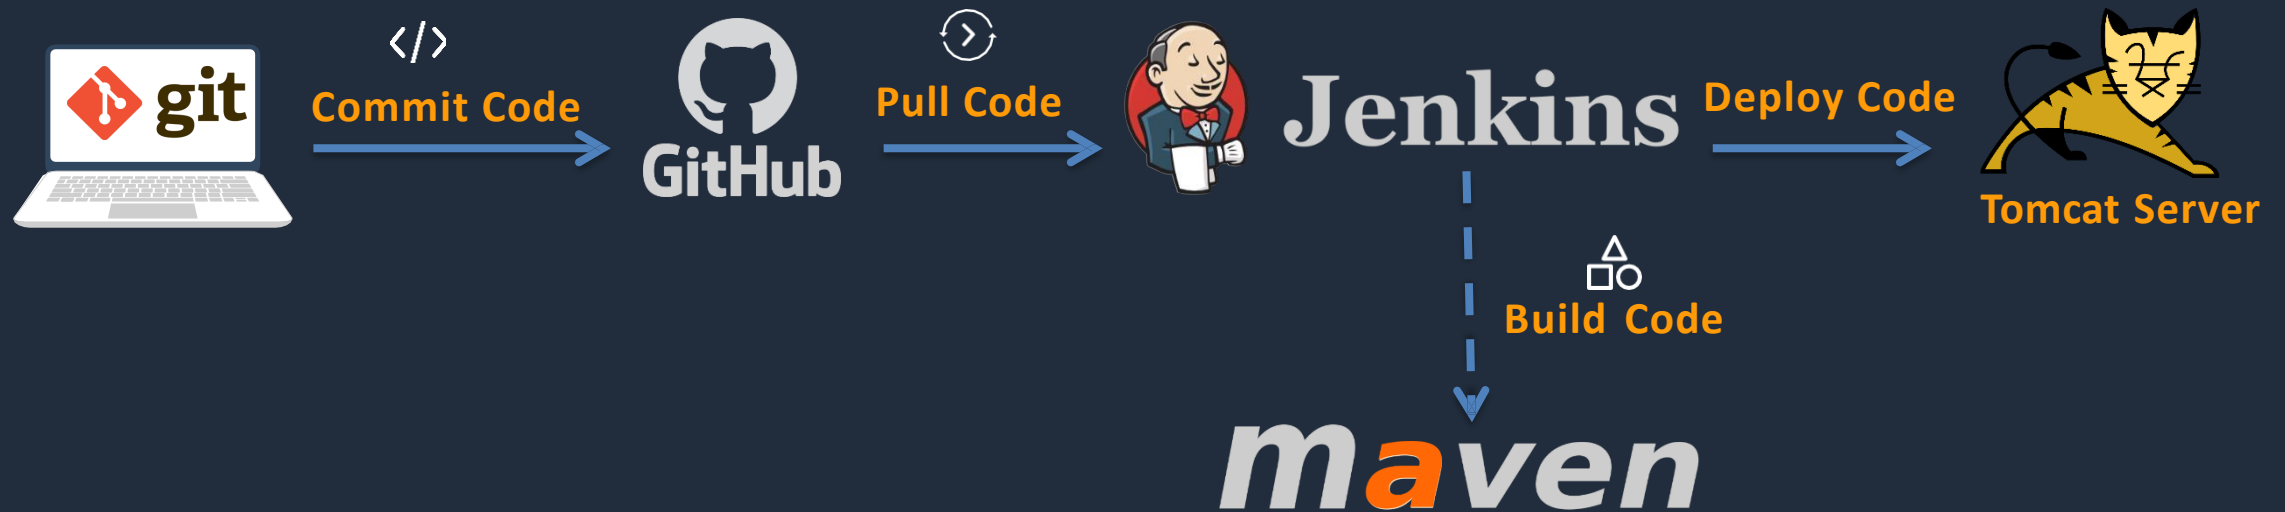 git
Commit Code
GitHub
Pull Code
Jenkins
Deploy Code
Tomcat Server
Build Code
maven